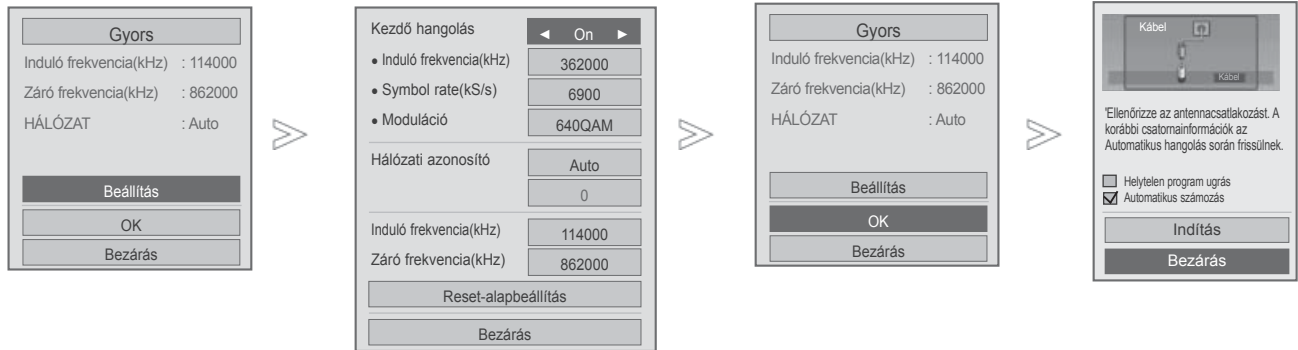 Gyors
Induló frekvencia(kHz) : 114000
Záró frekvencia(kHz) : 862000
HÁLÓZAT : Auto
Beállítás
OK
Bezárás
Kezdő hangolás ◄ On ►
• Induló frekvencia(kHz) 362000
• Symbol rate(kS/s) 6900
• Moduláció 640QAM
Hálózati azonosító Auto
0
Induló frekvencia(kHz) 114000
Záró frekvencia(kHz) 862000
Reset-alapbeállítás
Bezárás
Gyors
Induló frekvencia(kHz) : 114000
Záró frekvencia(kHz) : 862000
HÁLÓZAT : Auto
Beállítás
OK
Bezárás
Kábel
Kábel
'Ellenőrizze az antennacsatlakozást. A
korábbi csatornainformációk az
Automatikus hangolás során frissülnek.
Helytelen program ugrás
Automatikus számozás
Indítás
Bezárás